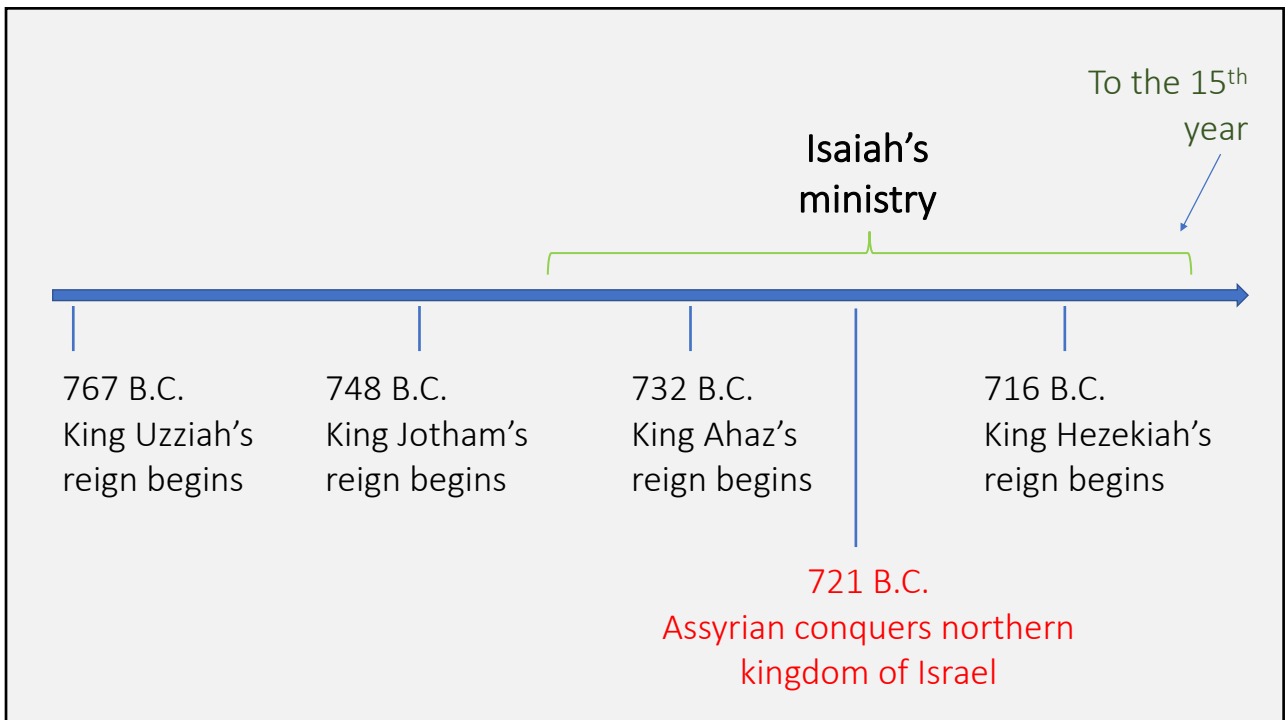 To the 15th
year
Isaiah’s
ministry
767 B.C.
King Uzziah’s
reign begins
748 B.C.
King Jotham’s
reign begins
732 B.C.
King Ahaz’s
reign begins
716 B.C.
King Hezekiah’s
reign begins
721 B.C.
Assyrian conquers northern
kingdom of Israel